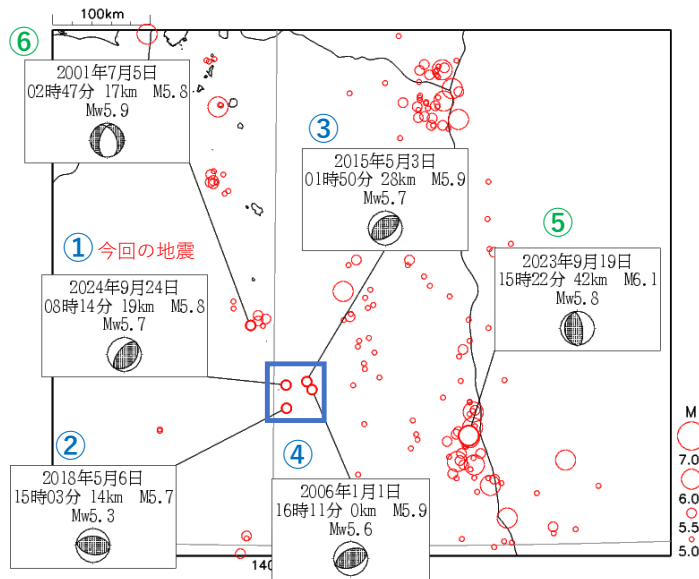 100km
⑥
2001年7月5日
02時47分 17km M5.8
Mw5.9
③
2015年5月3日
01時50分 28km M5.9
Mw5.7
① 今回の地震
2024年9月24日
08時14分 19km M5.8
Mw5.7
⑤
2023年9月19日
15時22分 42km M6.1
Mw5.8
②
2018年5月6日
15時03分 14km M5.7
Mw5.3
④
2006年1月1日
16時11分 0km M5.9
Mw5.6
M
7.0
6.0
5.5
5.0